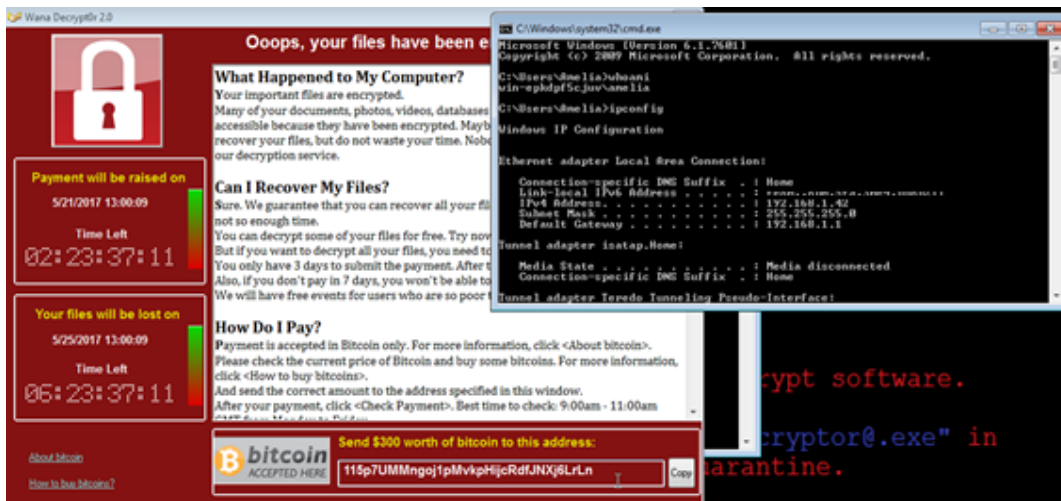 Wana Decrypt0r 2.0
Ooops, your files have been e
What Happened to My Computer?
Your important files are encrypted.
Many of your documents, photos, videos, databases
accessible because they have been encrypted. Mayb
recover your files, but do not waste your time. Nob
our decryption service.
Can I Recover My Files?
Sure. We guarantee that you can recover all your fil
not so enough time.
You can decrypt some of your files for free. Try now
But if you want to decrypt all your files, you need to
You only have 3 days to submit the payment. After t
Also, if you don't pay in 7 days, you won't be able to
We will have free events for users who are so poor t
How Do I Pay?
Payment is accepted in Bitcoin only. For more information, click <About bitcoin>.
Please check the current price of Bitcoin and buy some bitcoins. For more information,
click <How to buy bitcoins>.
And send the correct amount to the address specified in this window.
After your payment, click <Check Payment>. Best time to check: 9:00am - 11:00am
GMT from Monday to Friday.
Payment will be raised on
5/21/2017 13:00:09
Time Left
02:23:37:11
Your files will be lost on
5/25/2017 13:00:09
Time Left
06:23:37:11
About bitcoin
How to buy bitcoins?
bitcoin
ACCEPTED HERE
Send $300 worth of bitcoin to this address:
115p7UMMngoj1pMvkpHijcRdfJNXj6LrLn
Copy
C:\Windows\system32\cmd.exe
Microsoft Windows [Version 6.1.7601]
Copyright (c) 2009 Microsoft Corporation. All rights reserved.
C:\Users\Amelia>whoami
win-epkdpf5cjuv\amelia
C:\Users\Amelia>ipconfig
Windows IP Configuration
Ethernet adapter Local Area Connection:
Connection-specific DNS Suffix . : Home
Link-local IPv6 Address . . . . . :
IPv4 Address. . . . . . . . . . . : 192.168.1.42
Subnet Mask . . . . . . . . . . . : 255.255.255.0
Default Gateway . . . . . . . . . : 192.168.1.1
Tunnel adapter isatap.Home:
Media State . . . . . . . . . . . : Media disconnected
Connection-specific DNS Suffix . : Home
Tunnel adapter Teredo Tunneling Pseudo-Interface:
rypt software.
cryptor@.exe" in
arantine.